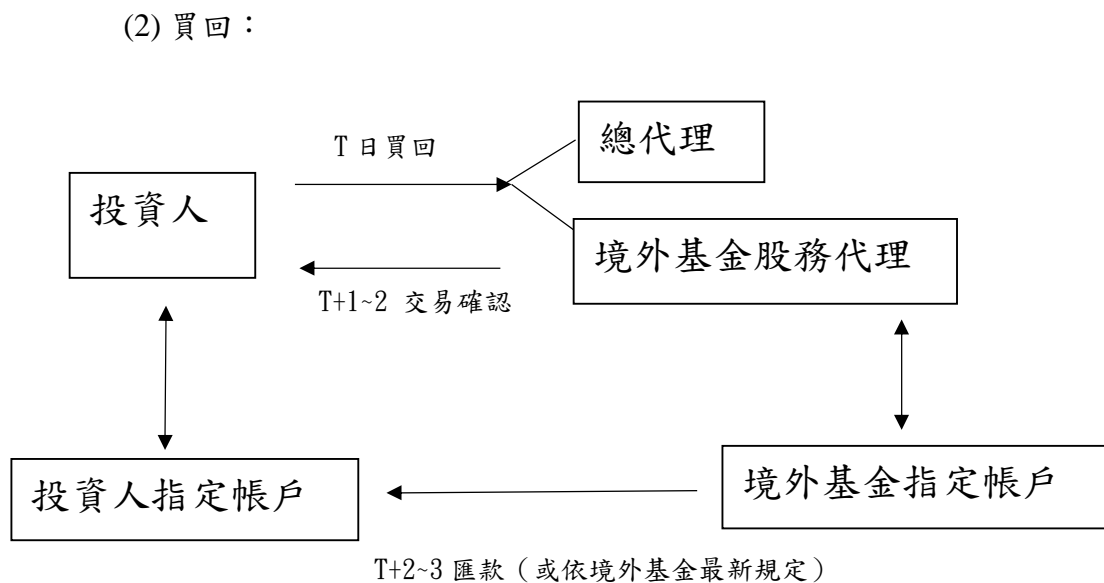 (2) 買回：
T 日買回
總代理
投資人
境外基金股務代理
T+1~2 交易確認
投資人指定帳戶
境外基金指定帳戶
T+2~3 匯款（或依境外基金最新規定）